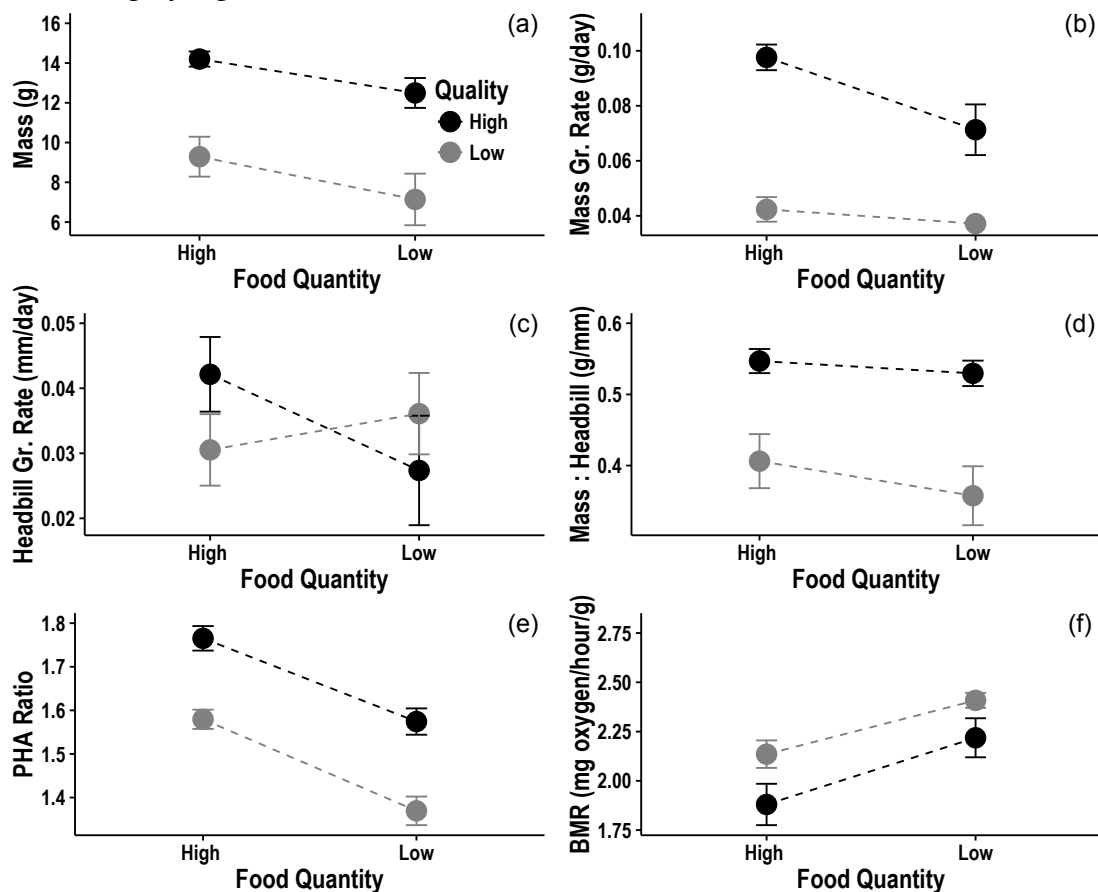 (a)
16
14
12
10
8
6
Mass (g)
Quality
High
Low
High
Low
Food Quantity
(b)
0.10
0.08
0.06
0.04
Mass Gr. Rate (g/day)
High
Low
Food Quantity
(c)
0.05
0.04
0.03
0.02
Headbill Gr. Rate (mm/day)
High
Low
Food Quantity
(d)
0.6
0.5
0.4
Mass : Headbill (g/mm)
High
Low
Food Quantity
(e)
1.8
1.7
1.6
1.5
1.4
PHA Ratio
High
Low
Food Quantity
(f)
2.75
2.50
2.25
2.00
1.75
BMR (mg oxygen/hour/g)
High
Low
Food Quantity